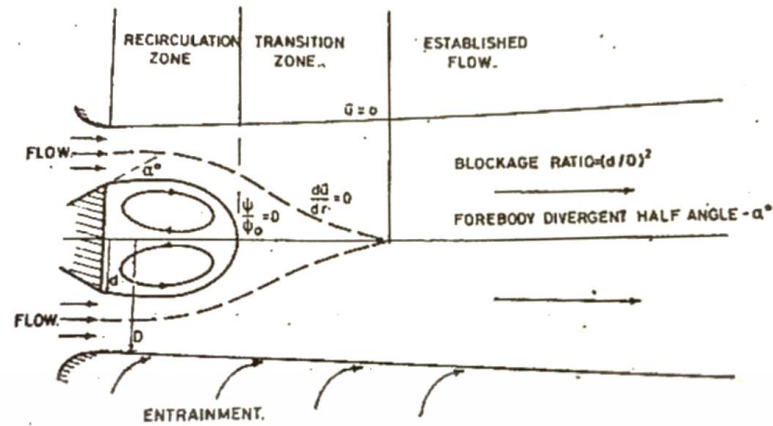 RECIRCULATION
ZONE
TRANSITION
ZONE..
ESTABLISHED
FLOW.
ū=o
FLOW.
α°
BLOCKAGE RATIO=(d/D)²
dū/dr.=0
ψ/ψ₀=0
FOREBODY DIVERGENT HALF ANGLE-α°
d
FLOW.
D
ENTRAINMENT.